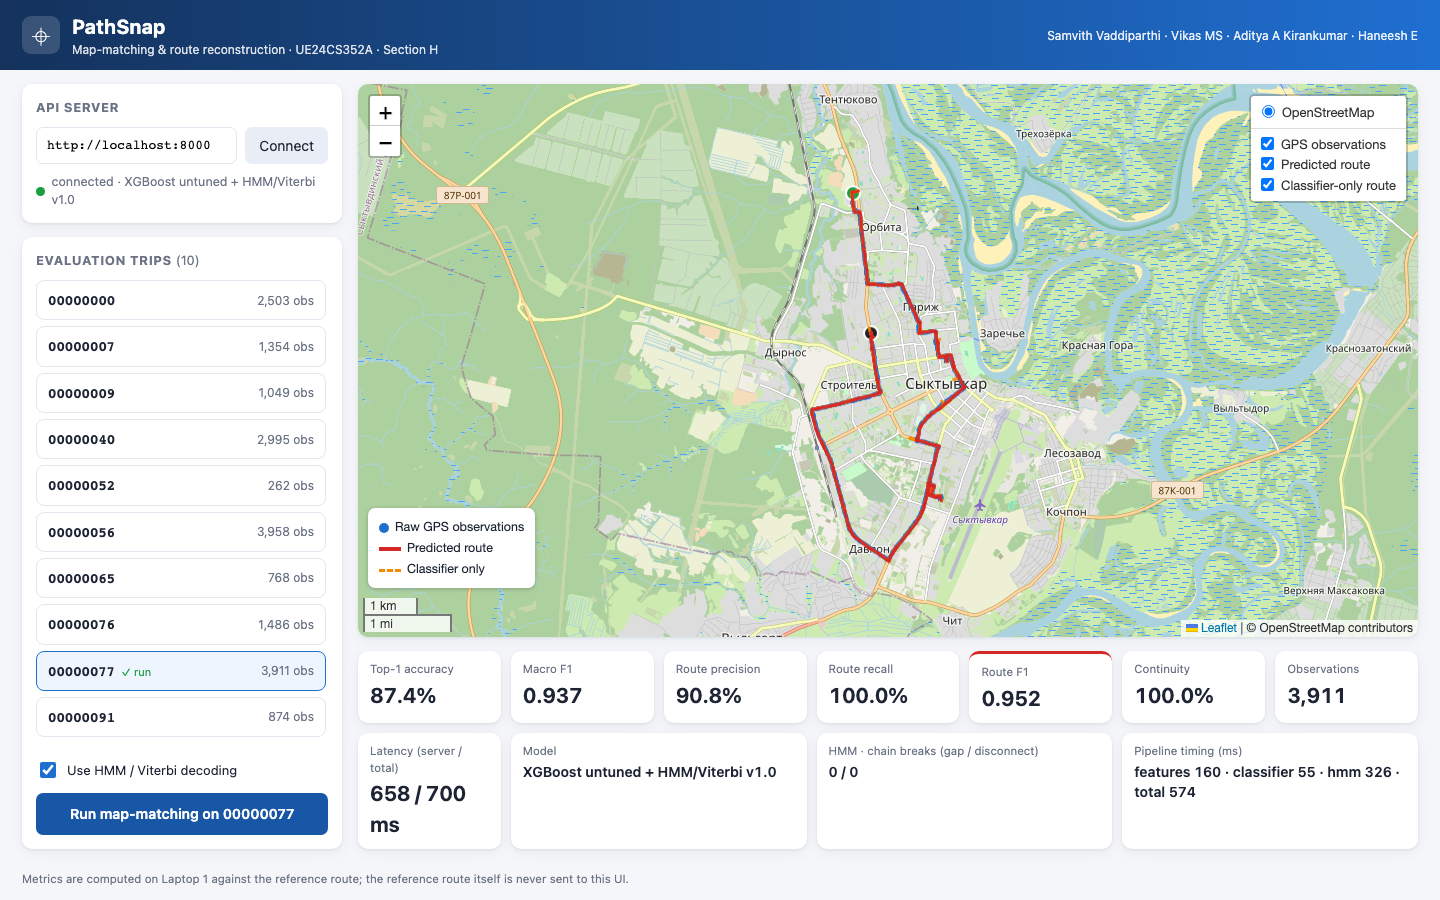 PathSnap
Map-matching & route reconstruction · UE24CS352A · Section H
Samvith Vaddiparthi · Vikas MS · Aditya A Kirankumar · Haneesh E
API SERVER
http://localhost:8000
Connect
connected · XGBoost untuned + HMM/Viterbi
v1.0
EVALUATION TRIPS (10)
00000000 2,503 obs
00000007 1,354 obs
00000009 1,049 obs
00000040 2,995 obs
00000052 262 obs
00000056 3,958 obs
00000065 768 obs
00000076 1,486 obs
00000077 ✓ run 3,911 obs
00000091 874 obs
Use HMM / Viterbi decoding
Run map-matching on 00000077
+
−
OpenStreetMap
GPS observations
Predicted route
Classifier-only route
Тентюково
Трехозёрка
87Р-001
Орбита
Париж
Заречье
Красная Гора
Краснозатонский
Дырнос
Строитель
Сыктывкар
Выльтыдор
Лесозавод
87К-001
Кочпон
Сыктывкар
Давпон
Верхняя Максаковка
Чит
Raw GPS observations
Predicted route
Classifier only
1 km
1 mi
Leaflet | © OpenStreetMap contributors
Top-1 accuracy
87.4%
Macro F1
0.937
Route precision
90.8%
Route recall
100.0%
Route F1
0.952
Continuity
100.0%
Observations
3,911
Latency (server /
total)
658 / 700
ms
Model
XGBoost untuned + HMM/Viterbi v1.0
HMM · chain breaks (gap / disconnect)
0 / 0
Pipeline timing (ms)
features 160 · classifier 55 · hmm 326 ·
total 574
Metrics are computed on Laptop 1 against the reference route; the reference route itself is never sent to this UI.